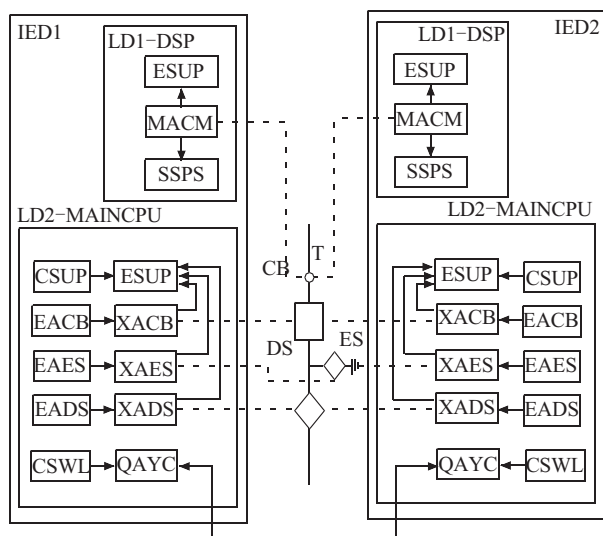 IED1
LD1−DSP
ESUP
MACM
SSPS
LD2−MAINCPU
CSUP
ESUP
EACB
XACB
EAES
XAES
EADS
XADS
CSWL
QAYC
T
CB
DS
ES
IED2
LD1−DSP
ESUP
MACM
SSPS
LD2−MAINCPU
ESUP
CSUP
XACB
EACB
XAES
EAES
XADS
EADS
QAYC
CSWL